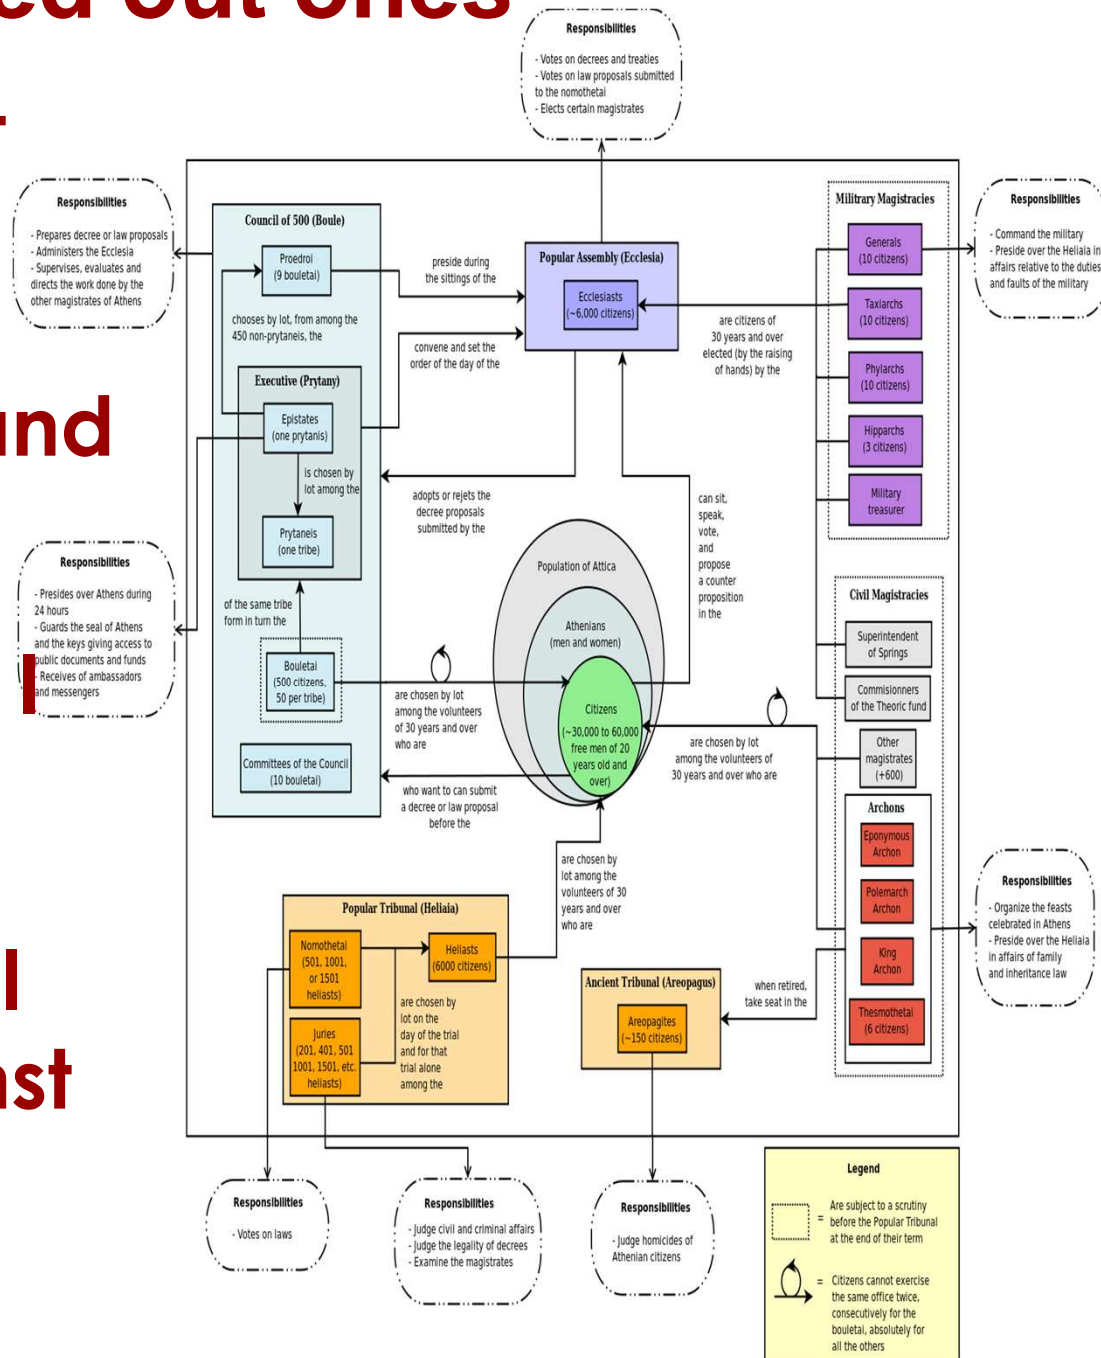 ed out ones
Responsibilities
- Votes on decrees and treaties
- Votes on law proposals submitted
to the nomothetai
- Elects certain magistrates
Responsibilities
- Prepares decree or law proposals
- Administers the Ecclesia
- Supervises, evaluates and
directs the work done by the
other magistrates of Athens
Council of 500 (Boule)
Proedroi
(9 bouletai)
chooses by lot, from among the
450 non-prytaneis, the
Executive (Prytany)
Epistates
(one prytanis)
is chosen by
lot among the
Prytaneis
(one tribe)
of the same tribe
form in turn the
Bouletai
(500 citizens,
50 per tribe)
Committees of the Council
(10 bouletai)
preside during
the sittings of the
convene and set the
order of the day of the
Popular Assembly (Ecclesia)
Ecclesiasts
(~6,000 citizens)
are citizens of
30 years and over
elected (by the raising
of hands) by the
Military Magistracies
Generals
(10 citizens)
Taxiarchs
(10 citizens)
Phylarchs
(10 citizens)
Hipparchs
(3 citizens)
Military
treasurer
Responsibilities
- Command the military
- Preside over the Heliaia in
affairs relative to the duties
and faults of the military
und
adopts or rejects the
decree proposals
submitted by the
can sit,
speak,
vote,
and
propose
a counter
proposition
in the
Responsibilities
- Presides over Athens during
24 hours
- Guards the seal of Athens
and the keys giving access to
public documents and funds
- Receives of ambassadors
and messengers
l
Population of Attica
Athenians
(men and women)
Citizens
(~30,000 to 60,000
free men of 20
years old and
over)
are chosen by lot
among the volunteers
of 30 years and over
who are
who want to can submit
a decree or law proposal
before the
are chosen by lot
among the volunteers of
30 years and over who are
Civil Magistracies
Superintendent
of Springs
Commisionners
of the Theoric fund
Other
magistrates
(+600)
Archons
Eponymous
Archon
Polemarch
Archon
King
Archon
Thesmothetai
(6 citizens)
Responsibilities
- Organize the feasts
celebrated in Athens
- Preside over the Heliaia
in affairs of family
and inheritance law
are chosen by
lot among the
volunteers of 30
years and over
who are
Popular Tribunal (Heliaia)
Nomothetai
(501, 1001,
or 1501
heliasts)
Heliasts
(6000 citizens)
Juries
(201, 401, 501
1001, 1501, etc.
heliasts)
are chosen by
lot on the
day of the trial
and for that
trial alone
among the
l
nst
Ancient Tribunal (Areopagus)
Areopagites
(~150 citizens)
when retired,
take seat in the
Responsibilities
- Votes on laws
Responsibilities
- Judge civil and criminal affairs
- Judge the legality of decrees
- Examine the magistrates
Responsibilities
- Judge homicides of
Athenian citizens
Legend
= Are subject to a scrutiny
before the Popular Tribunal
at the end of their term
= Citizens cannot exercise
the same office twice,
consecutively for the
bouletai, absolutely for
all the others